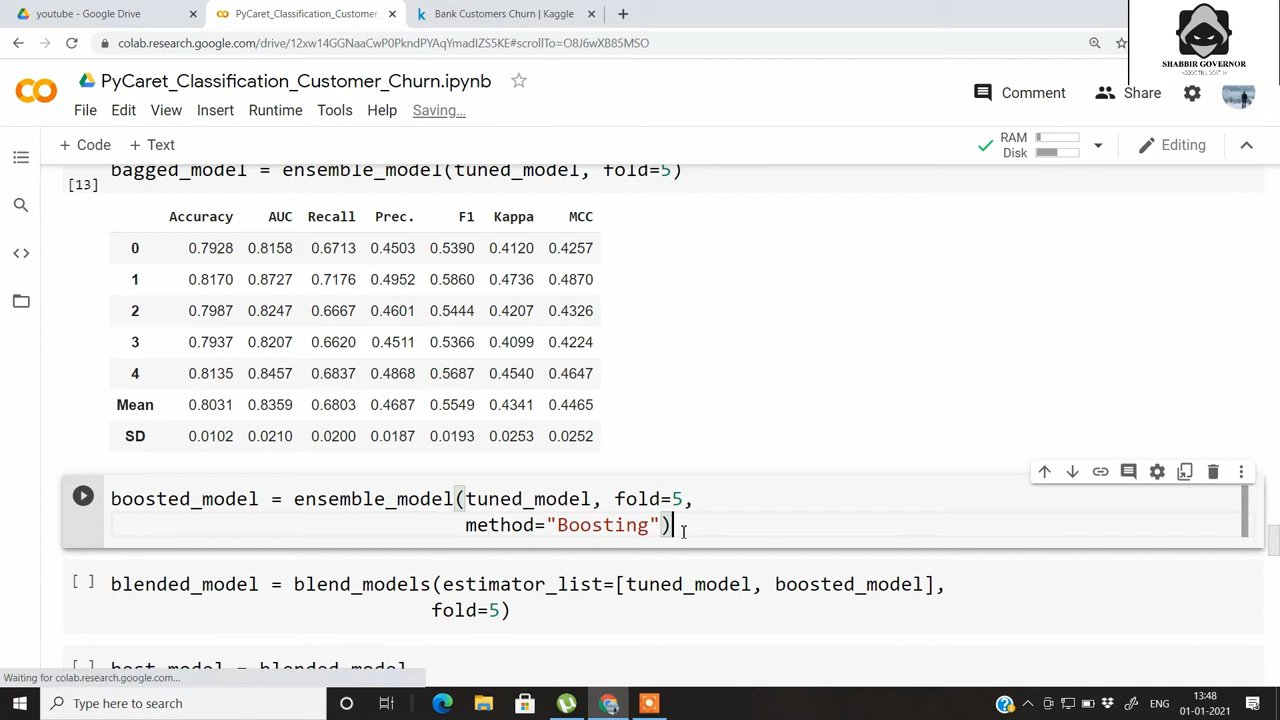 youtube - Google Drive
PyCaret_Classification_Customer_
Bank Customers Churn | Kaggle
colab.research.google.com/drive/12xw14GGNaaCwP0PkndPYAqYmadIZS5KE#scrollTo=O8J6wXB85MSO
SHABBIR GOVERNOR
PyCaret_Classification_Customer_Churn.ipynb
Comment
Share
File Edit View Insert Runtime Tools Help Saving...
+ Code + Text
RAM
Disk
Editing
bagged_model = ensemble_model(tuned_model, fold=5)
[13]
Accuracy AUC Recall Prec. F1 Kappa MCC
0 0.7928 0.8158 0.6713 0.4503 0.5390 0.4120 0.4257
1 0.8170 0.8727 0.7176 0.4952 0.5860 0.4736 0.4870
2 0.7987 0.8247 0.6667 0.4601 0.5444 0.4207 0.4326
3 0.7937 0.8207 0.6620 0.4511 0.5366 0.4099 0.4224
4 0.8135 0.8457 0.6837 0.4868 0.5687 0.4540 0.4647
Mean 0.8031 0.8359 0.6803 0.4687 0.5549 0.4341 0.4465
SD 0.0102 0.0210 0.0200 0.0187 0.0193 0.0253 0.0252
boosted_model = ensemble_model(tuned_model, fold=5,
method="Boosting")
[ ] blended_model = blend_models(estimator_list=[tuned_model, boosted_model],
fold=5)
[ ] best_model = blended_model
Waiting for colab.research.google.com...
Type here to search
ENG
13:48
01-01-2021